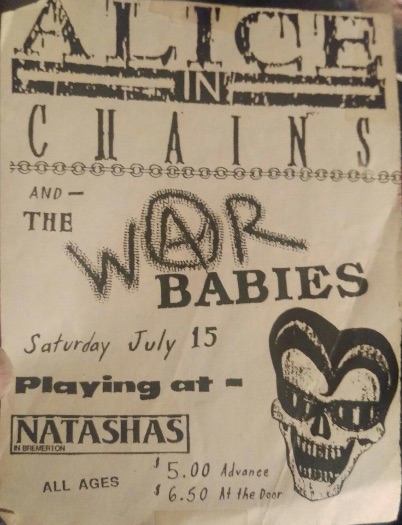 ALICE
IN
CHAINS
AND —
THE
WAR
BABIES
Saturday July 15
Playing at -
NATASHAS
IN BREMERTON
ALL AGES
$5.00 Advance
$6.50 At the Door